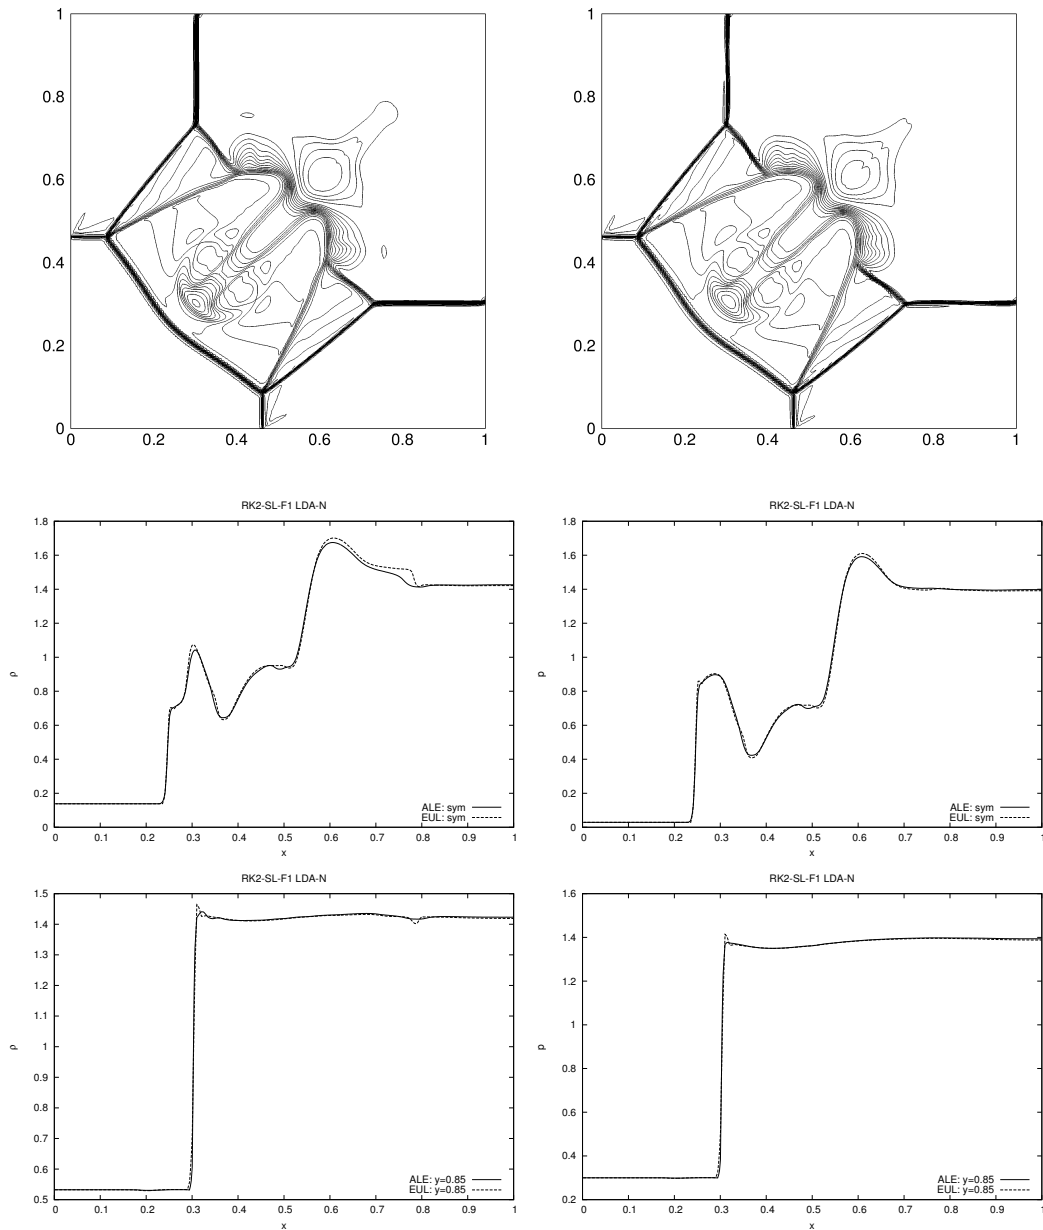 1 1
0.8 0.8
0.6 0.6
0.4 0.4
0.2 0.2
0 0
0 0.2 0.4 0.6 0.8 1 0 0.2 0.4 0.6 0.8 1
RK2-SL-F1 LDA-N
1.8
1.6
1.4
1.2
1
0.8
0.6
0.4
0.2
0
ρ
ALE: sym
EUL: sym
0 0.1 0.2 0.3 0.4 0.5 0.6 0.7 0.8 0.9 1
x
RK2-SL-F1 LDA-N
1.8
1.6
1.4
1.2
1
0.8
0.6
0.4
0.2
0
p
ALE: sym
EUL: sym
0 0.1 0.2 0.3 0.4 0.5 0.6 0.7 0.8 0.9 1
x
RK2-SL-F1 LDA-N
1.5
1.4
1.3
1.2
1.1
1
0.9
0.8
0.7
0.6
0.5
ρ
ALE: y=0.85
EUL: y=0.85
0 0.1 0.2 0.3 0.4 0.5 0.6 0.7 0.8 0.9 1
x
RK2-SL-F1 LDA-N
1.6
1.4
1.2
1
0.8
0.6
0.4
0.2
p
ALE: y=0.85
EUL: y=0.85
0 0.1 0.2 0.3 0.4 0.5 0.6 0.7 0.8 0.9 1
x